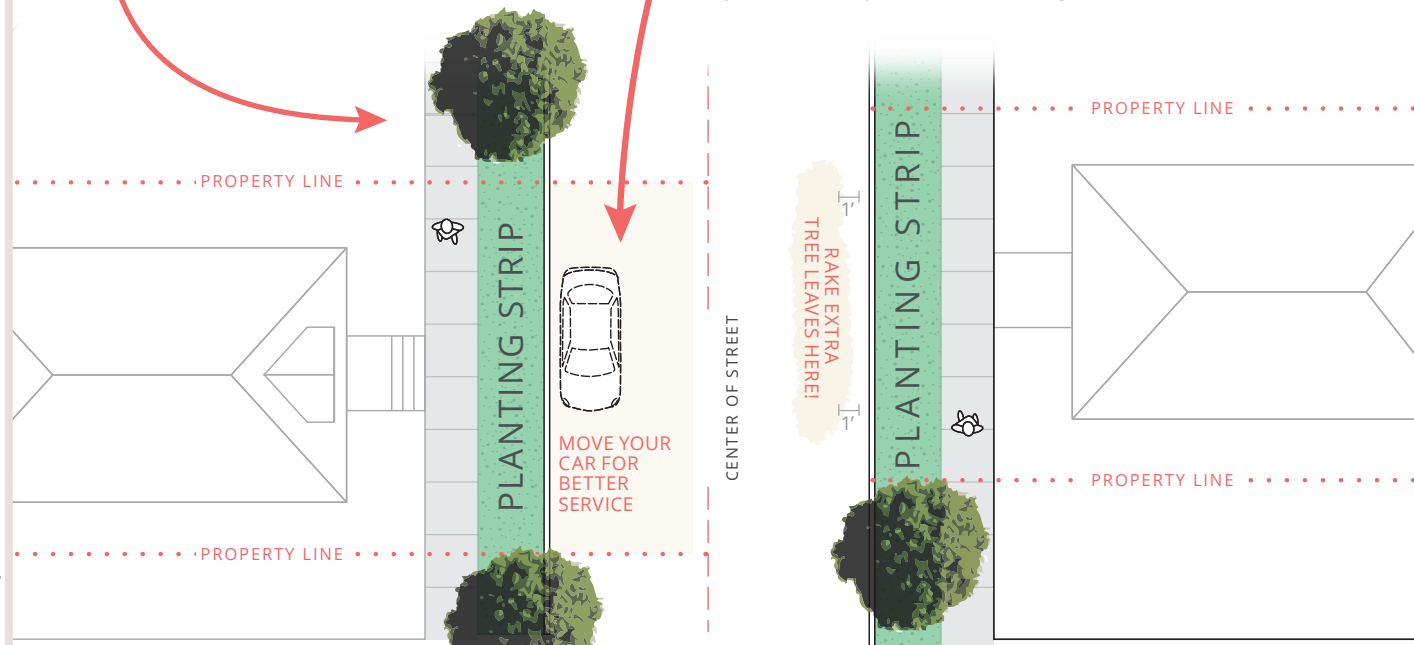 PROPERTY LINE
PLANTING STRIP
MOVE YOUR
CAR FOR
BETTER
SERVICE
PROPERTY LINE
CENTER OF STREET
1’
RAKE EXTRA
TREE LEAVES HERE!
1’
PLANTING STRIP
PROPERTY LINE
PROPERTY LINE